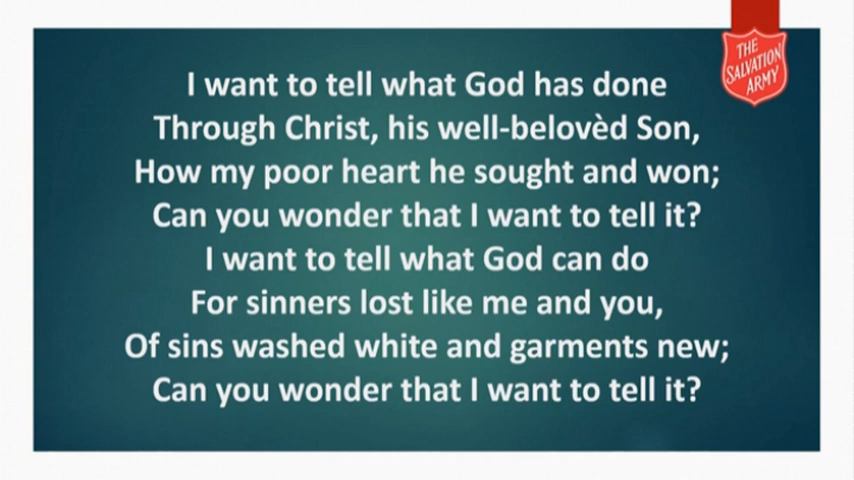 THE
SALVATION
ARMY
I want to tell what God has done
Through Christ, his well-belovèd Son,
How my poor heart he sought and won;
Can you wonder that I want to tell it?
I want to tell what God can do
For sinners lost like me and you,
Of sins washed white and garments new;
Can you wonder that I want to tell it?